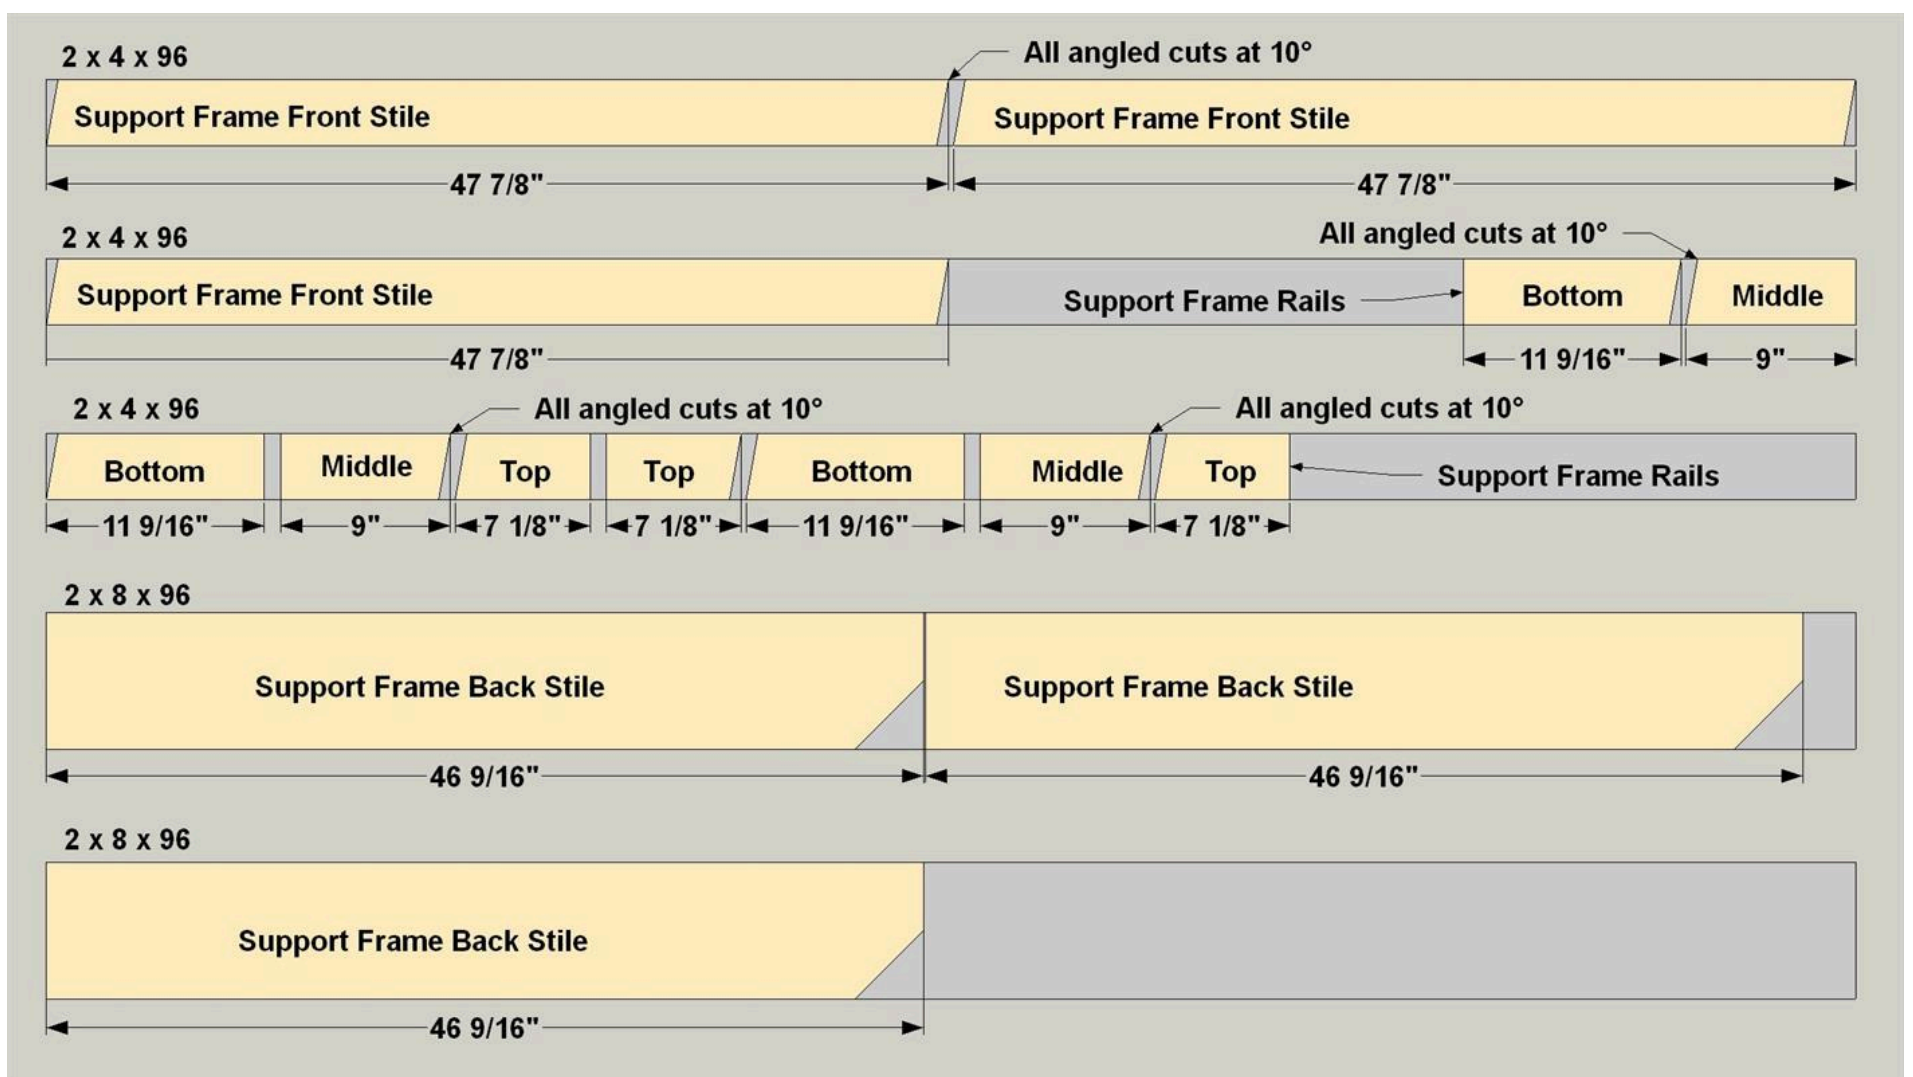 2 x 4 x 96
All angled cuts at 10°
Support Frame Front Stile
Support Frame Front Stile
47 7/8"
47 7/8"
2 x 4 x 96
All angled cuts at 10°
Support Frame Front Stile
Support Frame Rails
Bottom
Middle
47 7/8"
11 9/16"
9"
2 x 4 x 96
All angled cuts at 10°
All angled cuts at 10°
Bottom
Middle
Top
Top
Bottom
Middle
Top
Support Frame Rails
11 9/16"
9"
7 1/8"
7 1/8"
11 9/16"
9"
7 1/8"
2 x 8 x 96
Support Frame Back Stile
Support Frame Back Stile
46 9/16"
46 9/16"
2 x 8 x 96
Support Frame Back Stile
46 9/16"